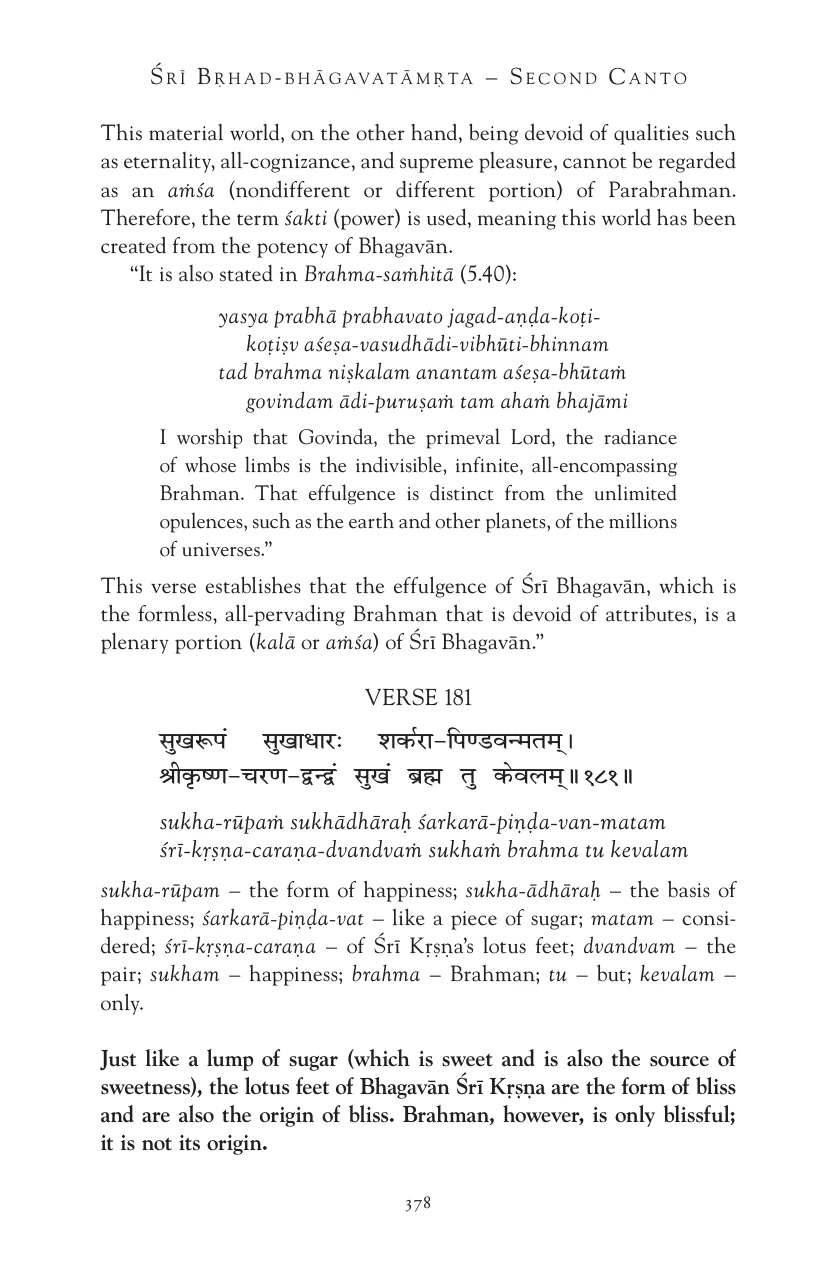 ŚRĪ BṚHAD-BHĀGAVATĀMṚTA – SECOND CANTO
This material world, on the other hand, being devoid of qualities such
as eternality, all-cognizance, and supreme pleasure, cannot be regarded
as an aṁśa (nondifferent or different portion) of Parabrahman.
Therefore, the term śakti (power) is used, meaning this world has been
created from the potency of Bhagavān.
“It is also stated in Brahma-saṁhitā (5.40):
yasya prabhā prabhavato jagad-aṇḍa-koṭi-
koṭiṣv aśeṣa-vasudhādi-vibhūti-bhinnam
tad brahma niṣkalam anantam aśeṣa-bhūtaṁ
govindam ādi-puruṣaṁ tam ahaṁ bhajāmi
I worship that Govinda, the primeval Lord, the radiance
of whose limbs is the indivisible, infinite, all-encompassing
Brahman. That effulgence is distinct from the unlimited
opulences, such as the earth and other planets, of the millions
of universes.”
This verse establishes that the effulgence of Śrī Bhagavān, which is
the formless, all-pervading Brahman that is devoid of attributes, is a
plenary portion (kalā or aṁśa) of Śrī Bhagavān.”
VERSE 181
सुखरूपं सुखाधारः शर्करा-पिण्डवन्मतम्।
श्रीकृष्ण-चरण-द्वन्द्वं सुखं ब्रह्म तु केवलम्॥१८१॥
sukha-rūpaṁ sukhādhāraḥ śarkarā-piṇḍa-van-matam
śrī-kṛṣṇa-caraṇa-dvandvaṁ sukhaṁ brahma tu kevalam
sukha-rūpam – the form of happiness; sukha-ādhāraḥ – the basis of
happiness; śarkarā-piṇḍa-vat – like a piece of sugar; matam – consi-
dered; śrī-kṛṣṇa-caraṇa – of Śrī Kṛṣṇa’s lotus feet; dvandvam – the
pair; sukham – happiness; brahma – Brahman; tu – but; kevalam –
only.
Just like a lump of sugar (which is sweet and is also the source of
sweetness), the lotus feet of Bhagavān Śrī Kṛṣṇa are the form of bliss
and are also the origin of bliss. Brahman, however, is only blissful;
it is not its origin.
378